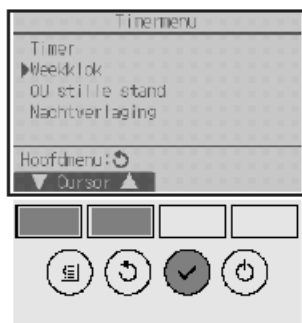 Timermenu
Timer
▶Weekklok
OU stille stand
Nachtverlaging
Hoofdmenu:
▼ Cursor ▲